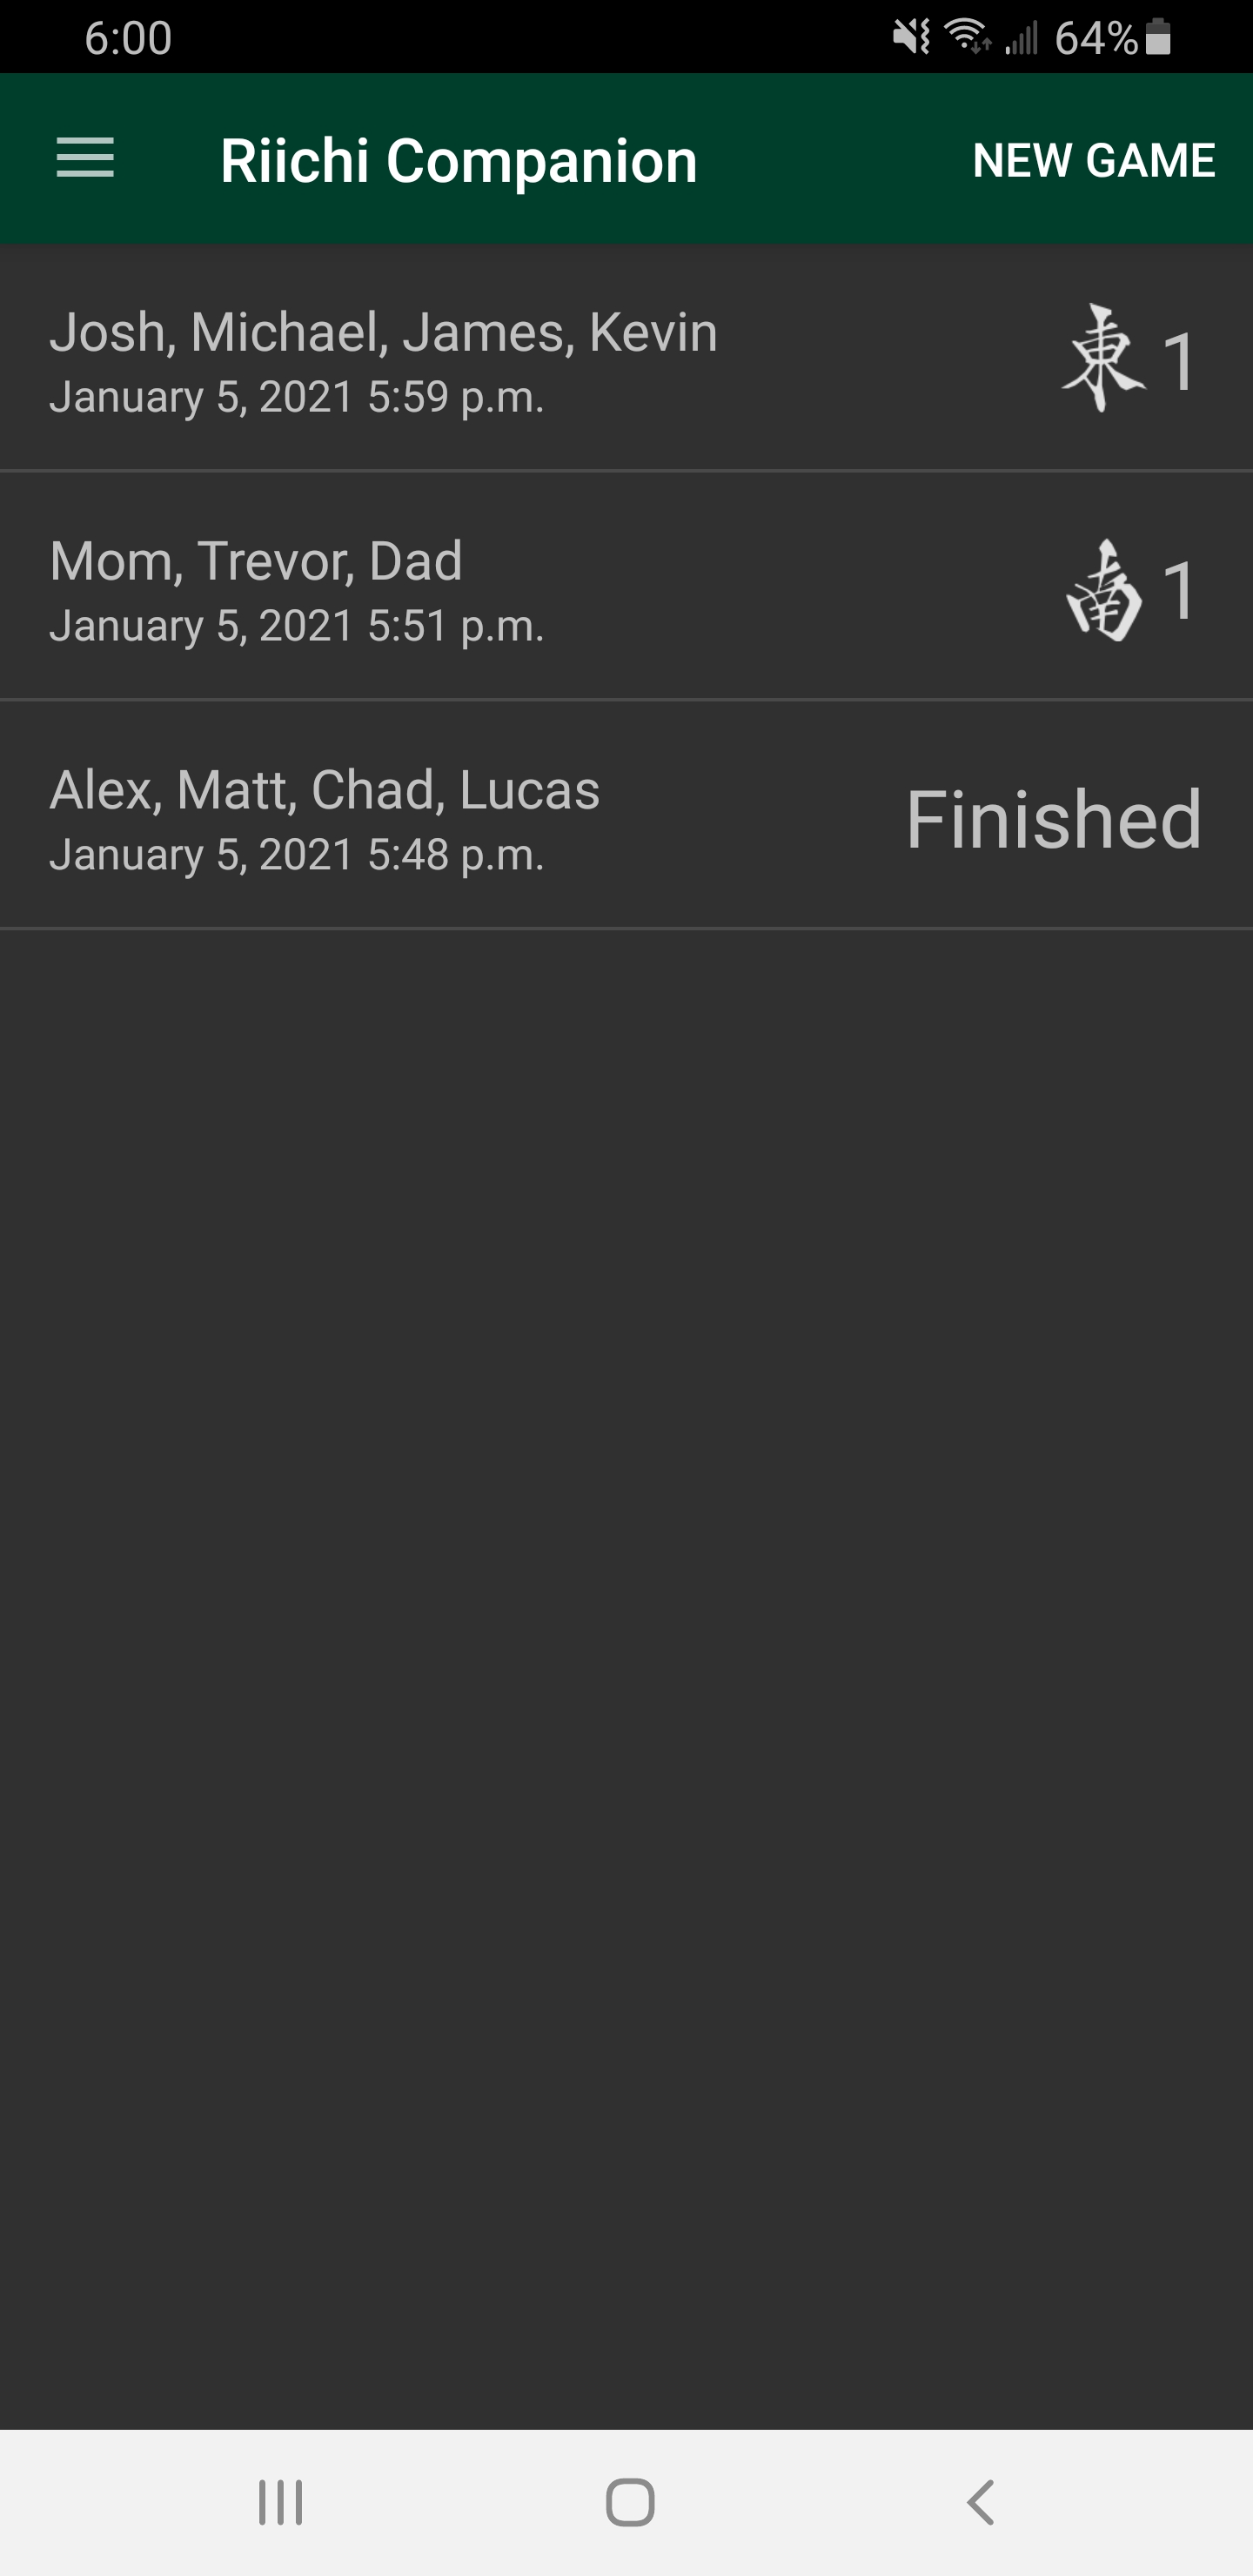 6:00 64%
Riichi Companion NEW GAME
Josh, Michael, James, Kevin
January 5, 2021 5:59 p.m.
東 1
Mom, Trevor, Dad
January 5, 2021 5:51 p.m.
南 1
Alex, Matt, Chad, Lucas
January 5, 2021 5:48 p.m.
Finished